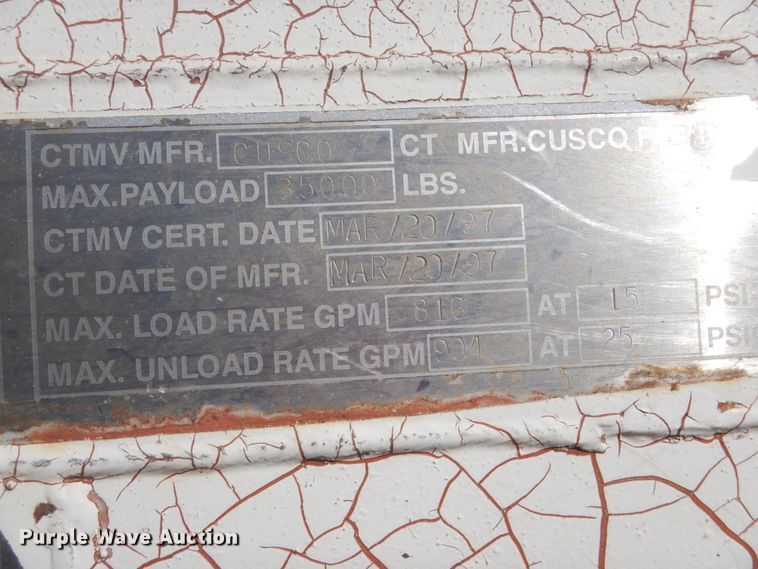 CTMV MFR. CUSCO CT MFR. CUSCO F
MAX. PAYLOAD 35000 LBS.
CTMV CERT. DATE MAR/20/97
CT DATE OF MFR. MAR/20/97
MAX. LOAD RATE GPM 816 AT 15 PSI
MAX. UNLOAD RATE GPM 904 AT 25 PSI
Purple Wave Auction